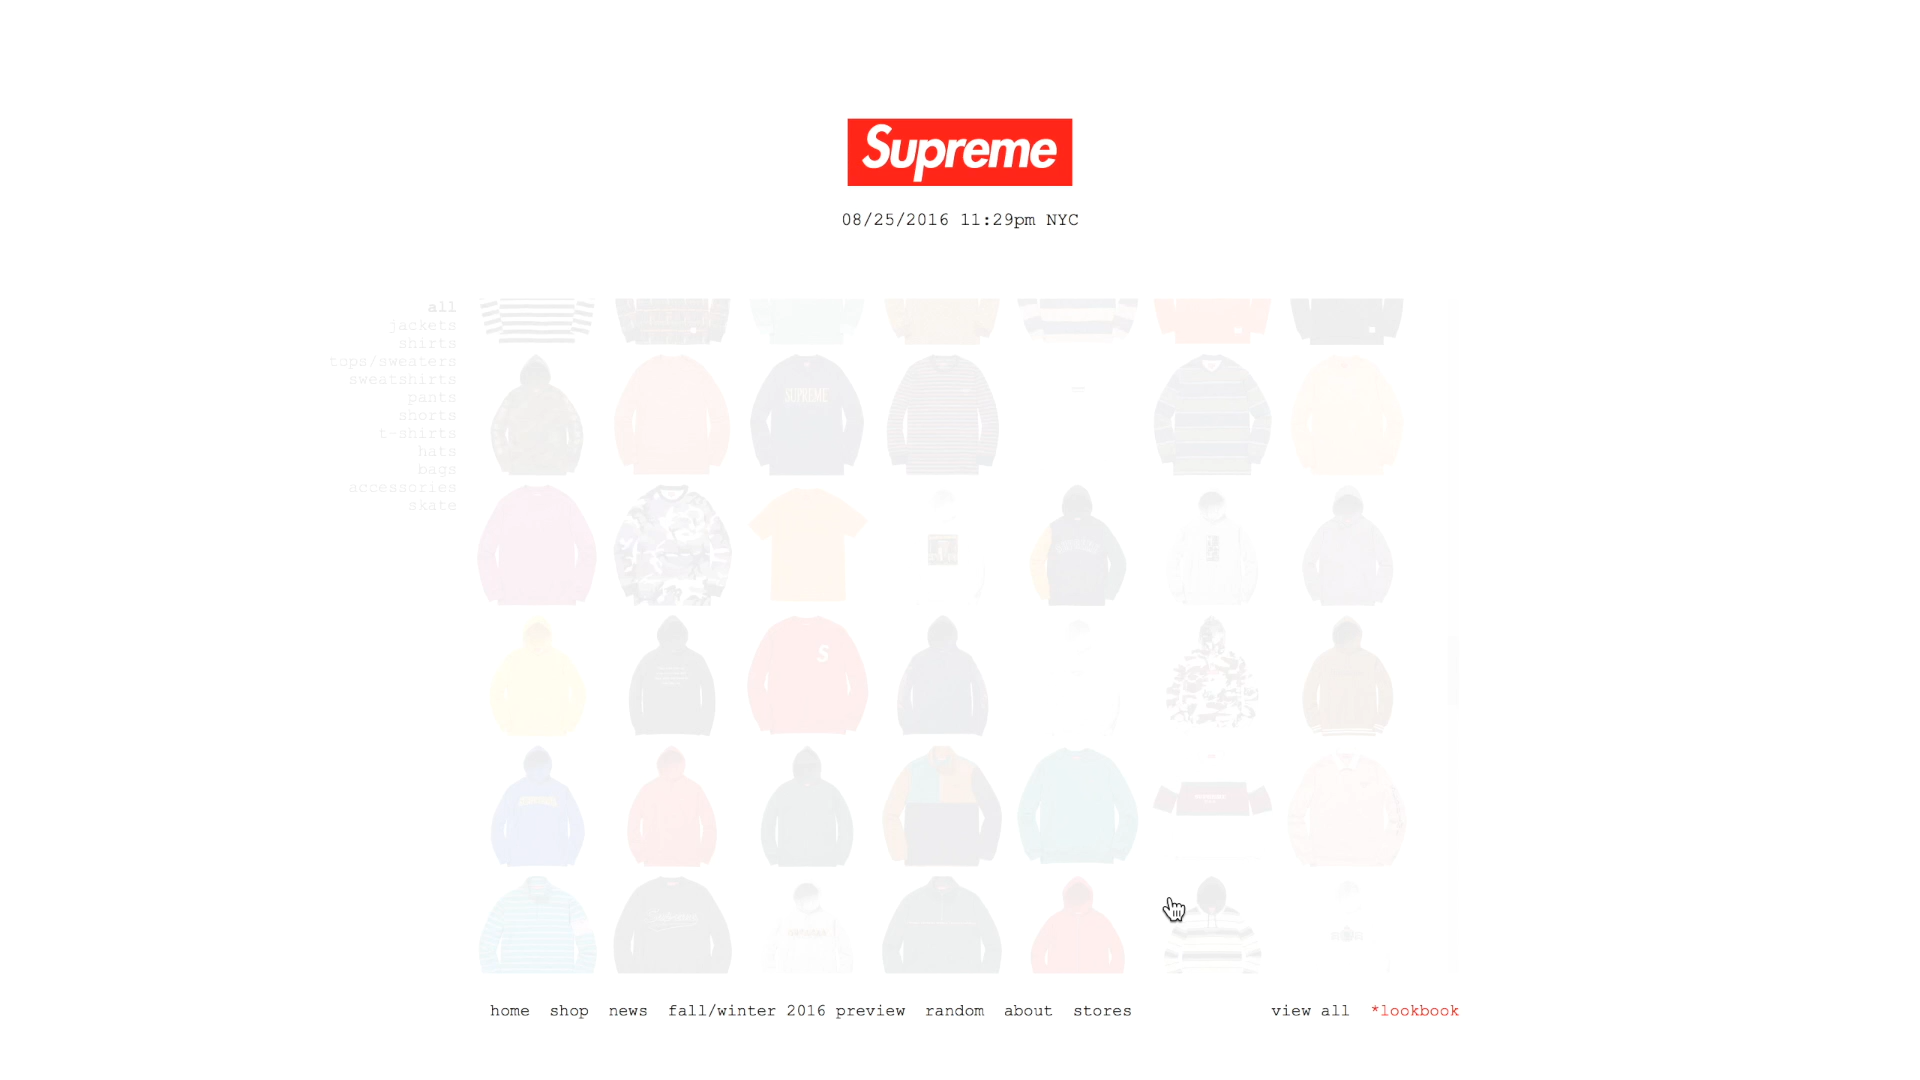 Supreme
08/25/2016 11:29pm NYC
all
jackets
shirts
tops/sweaters
sweatshirts
pants
shorts
t-shirts
hats
bags
accessories
skate
SUPREME
S
home shop news fall/winter 2016 preview random about stores view all *lookbook